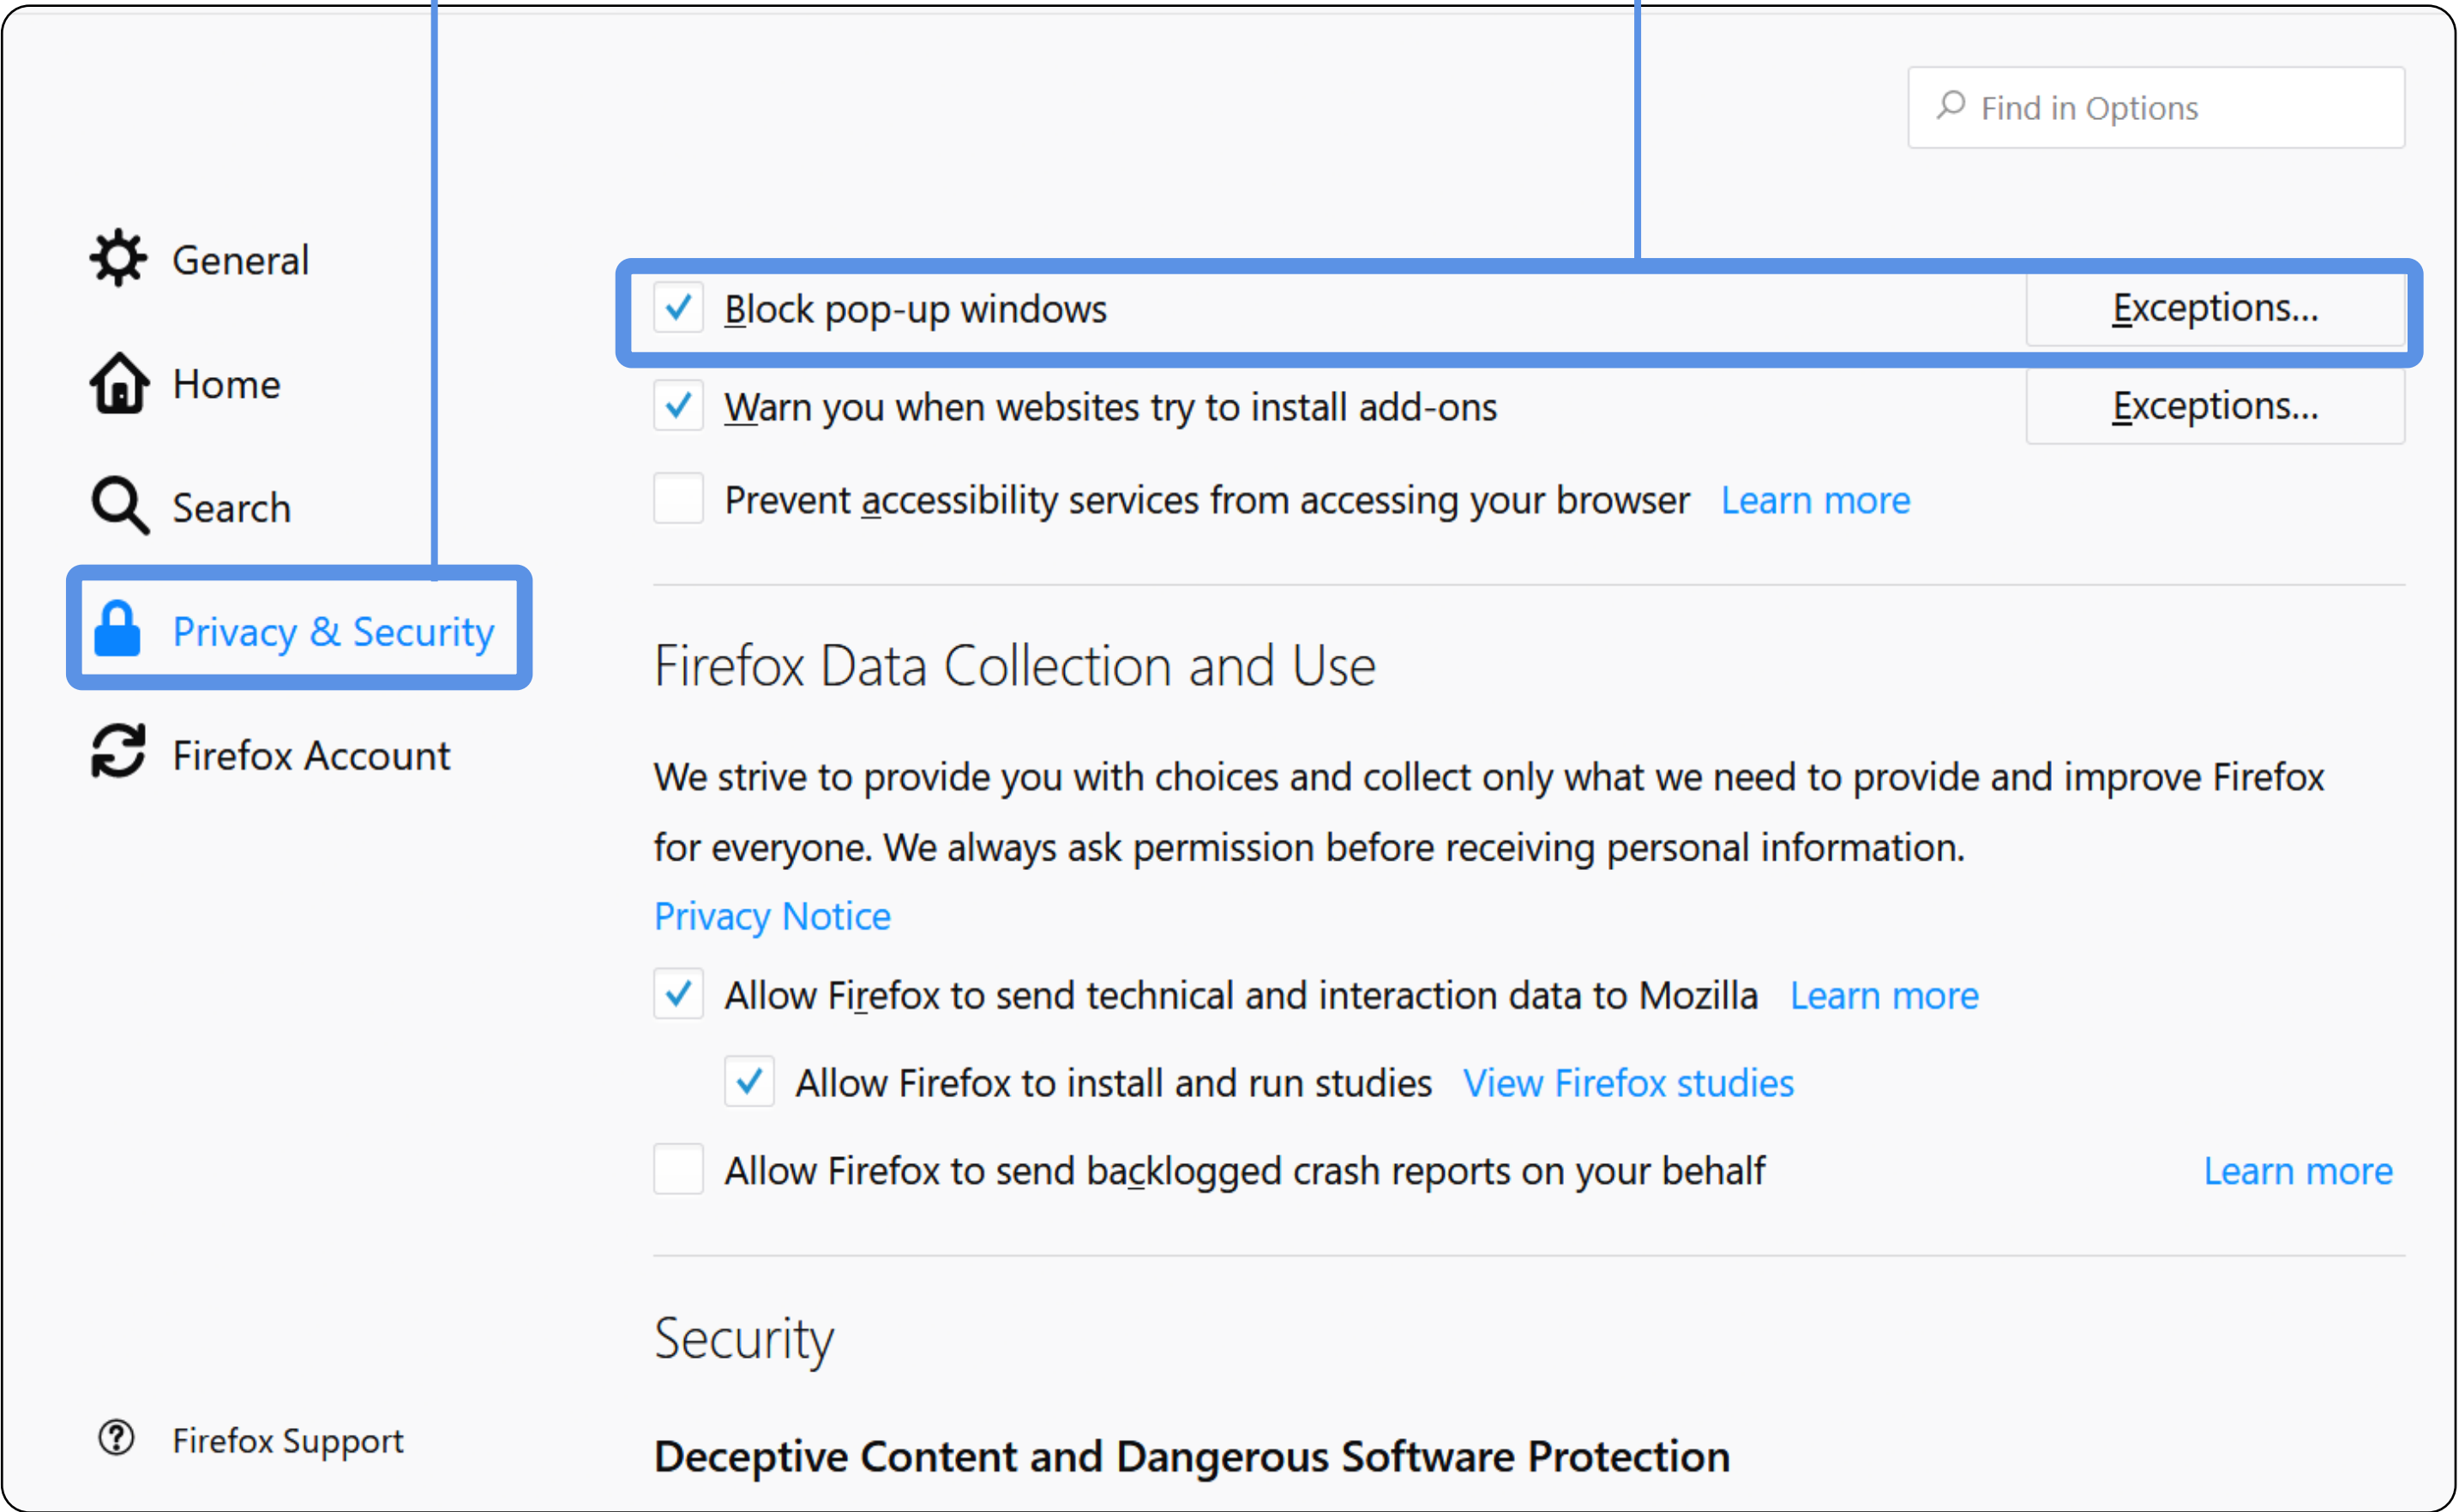 Find in Options
General
Home
Search
Privacy & Security
Firefox Account
Firefox Support
Block pop-up windows Exceptions...
Warn you when websites try to install add-ons Exceptions...
Prevent accessibility services from accessing your browser Learn more
Firefox Data Collection and Use
We strive to provide you with choices and collect only what we need to provide and improve Firefox
for everyone. We always ask permission before receiving personal information.
Privacy Notice
Allow Firefox to send technical and interaction data to Mozilla Learn more
Allow Firefox to install and run studies View Firefox studies
Allow Firefox to send backlogged crash reports on your behalf Learn more
Security
Deceptive Content and Dangerous Software Protection